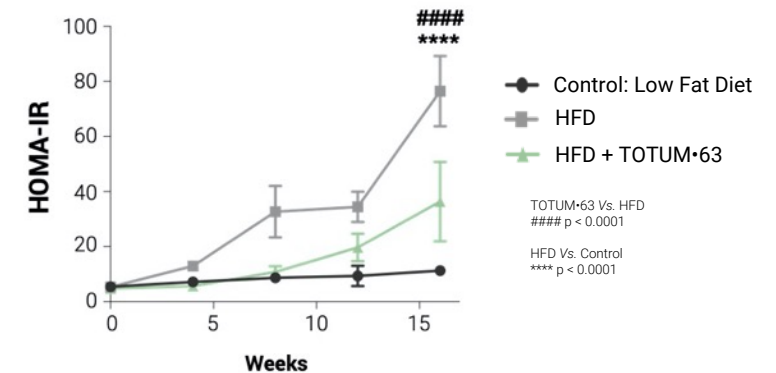 ####
****
100
80
60
40
20
0
HOMA-IR
0 5 10 15
Weeks
Control: Low Fat Diet
HFD
HFD + TOTUM•63
TOTUM•63 Vs. HFD
#### p < 0.0001
HFD Vs. Control
**** p < 0.0001